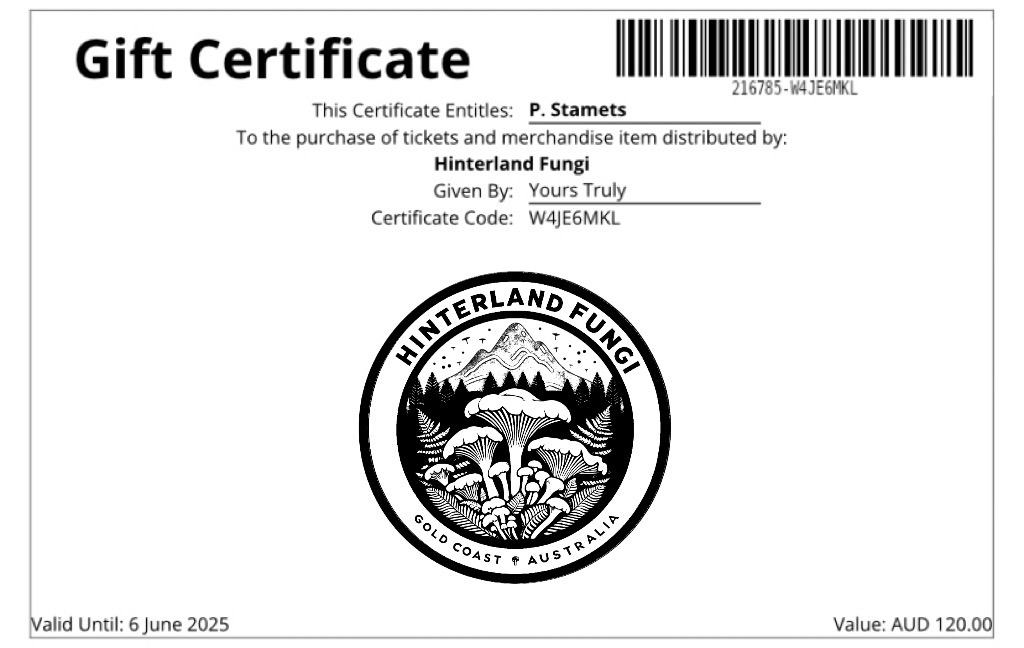 Gift Certificate
216785-W4JE6MKL
This Certificate Entitles: P. Stamets
To the purchase of tickets and merchandise item distributed by:
Hinterland Fungi
Given By: Yours Truly
Certificate Code: W4JE6MKL
HINTERLAND FUNGI
GOLD COAST AUSTRALIA
Valid Until: 6 June 2025
Value: AUD 120.00